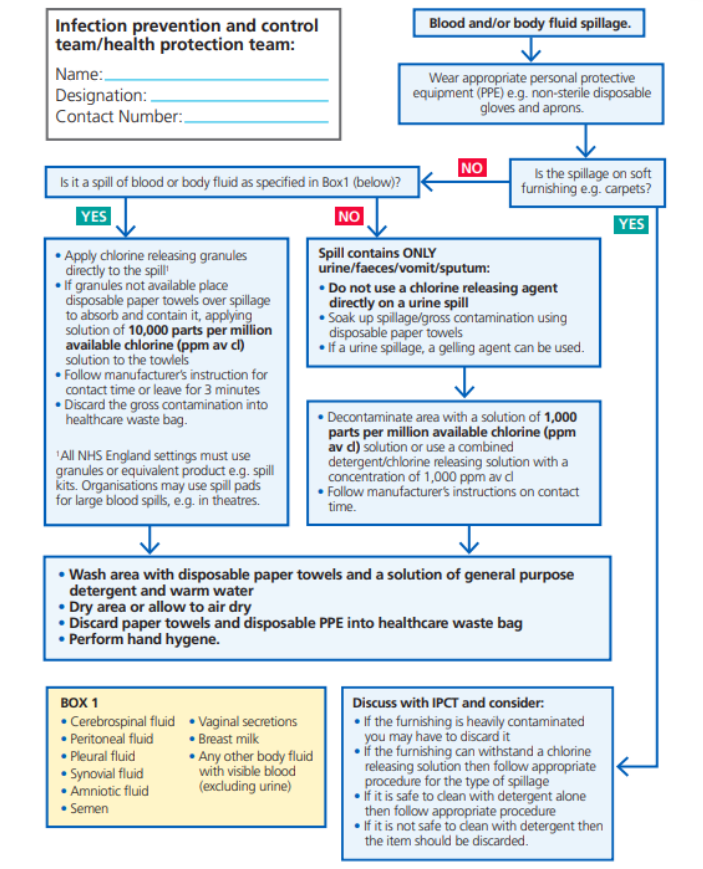 Infection prevention and control
team/health protection team:
Name:
Designation:
Contact Number:
Blood and/or body fluid spillage.
Wear appropriate personal protective
equipment (PPE) e.g. non-sterile disposable
gloves and aprons.
Is the spillage on soft
furnishing e.g. carpets?
NO
YES
Is it a spill of blood or body fluid as specified in Box1 (below)?
YES
NO
• Apply chlorine releasing granules
directly to the spill¹
• If granules not available place
disposable paper towels over spillage
to absorb and contain it, applying
solution of 10,000 parts per million
available chlorine (ppm av cl)
solution to the towlels
• Follow manufacturer's instruction for
contact time or leave for 3 minutes
• Discard the gross contamination into
healthcare waste bag.
¹All NHS England settings must use
granules or equivalent product e.g. spill
kits. Organisations may use spill pads
for large blood spills, e.g. in theatres.
Spill contains ONLY
urine/faeces/vomit/sputum:
• Do not use a chlorine releasing agent
directly on a urine spill
• Soak up spillage/gross contamination using
disposable paper towels
• If a urine spillage, a gelling agent can be used.
• Decontaminate area with a solution of 1,000
parts per million available chlorine (ppm
av cl) solution or use a combined
detergent/chlorine releasing solution with a
concentration of 1,000 ppm av cl
• Follow manufacturer's instructions on contact
time.
• Wash area with disposable paper towels and a solution of general purpose
detergent and warm water
• Dry area or allow to air dry
• Discard paper towels and disposable PPE into healthcare waste bag
• Perform hand hygene.
BOX 1
• Cerebrospinal fluid
• Peritoneal fluid
• Pleural fluid
• Synovial fluid
• Amniotic fluid
• Semen
• Vaginal secretions
• Breast milk
• Any other body fluid
with visible blood
(excluding urine)
Discuss with IPCT and consider:
• If the furnishing is heavily contaminated
you may have to discard it
• If the furnishing can withstand a chlorine
releasing solution then follow appropriate
procedure for the type of spillage
• If it is safe to clean with detergent alone
then follow appropriate procedure
• If it is not safe to clean with detergent then
the item should be discarded.